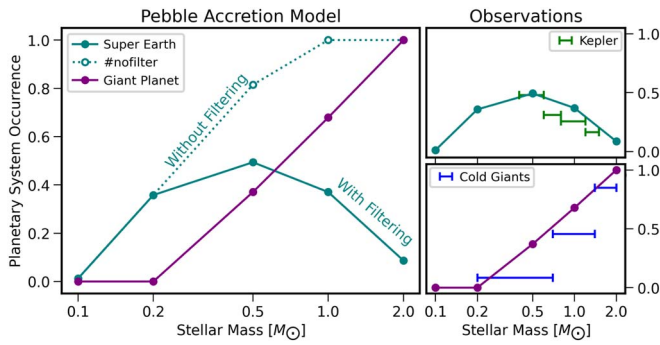 Pebble Accretion Model
Observations
Planetary System Occurrence
1.0
0.8
0.6
0.4
0.2
0.0
Super Earth
#nofilter
Giant Planet
Without Filtering
With Filtering
0.1
0.2
0.5
1.0
2.0
Stellar Mass [M⊙]
Kepler
1.0
0.5
0.0
Cold Giants
1.0
0.5
0.0
0.1
0.2
0.5
1.0
2.0
Stellar Mass [M⊙]